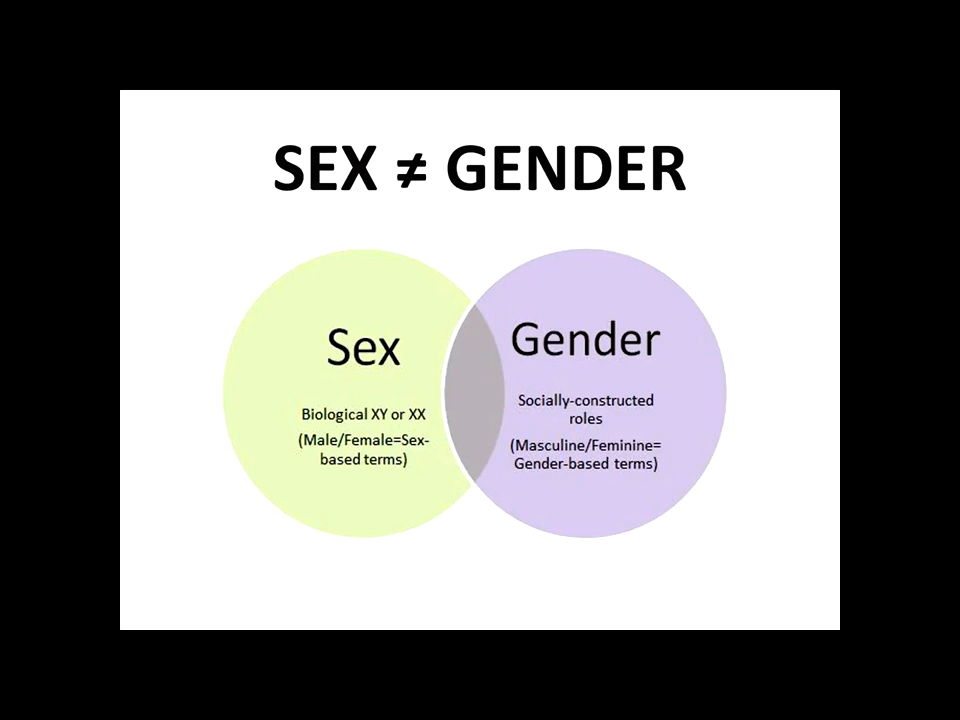 SEX ≠ GENDER
Sex
Biological XY or XX
(Male/Female=Sex-
based terms)
Gender
Socially-constructed
roles
(Masculine/Feminine=
Gender-based terms)